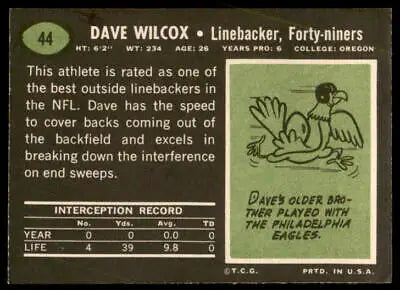 44
DAVE WILCOX • Linebacker, Forty-niners
HT: 6'2" WT: 234 AGE: 26 YEARS PRO: 6 COLLEGE: OREGON
This athlete is rated as one of
the best outside linebackers in
the NFL. Dave has the speed
to cover backs coming out of
the backfield and excels in
breaking down the interference
on end sweeps.
INTERCEPTION RECORD
No. Yds. Avg. TD
YEAR 0 0 0.0 0
LIFE 4 39 9.8 0
DAVE'S OLDER BRO-
THER PLAYED WITH
THE PHILADELPHIA
EAGLES.
©T.C.G. PRTD. IN U.S.A.